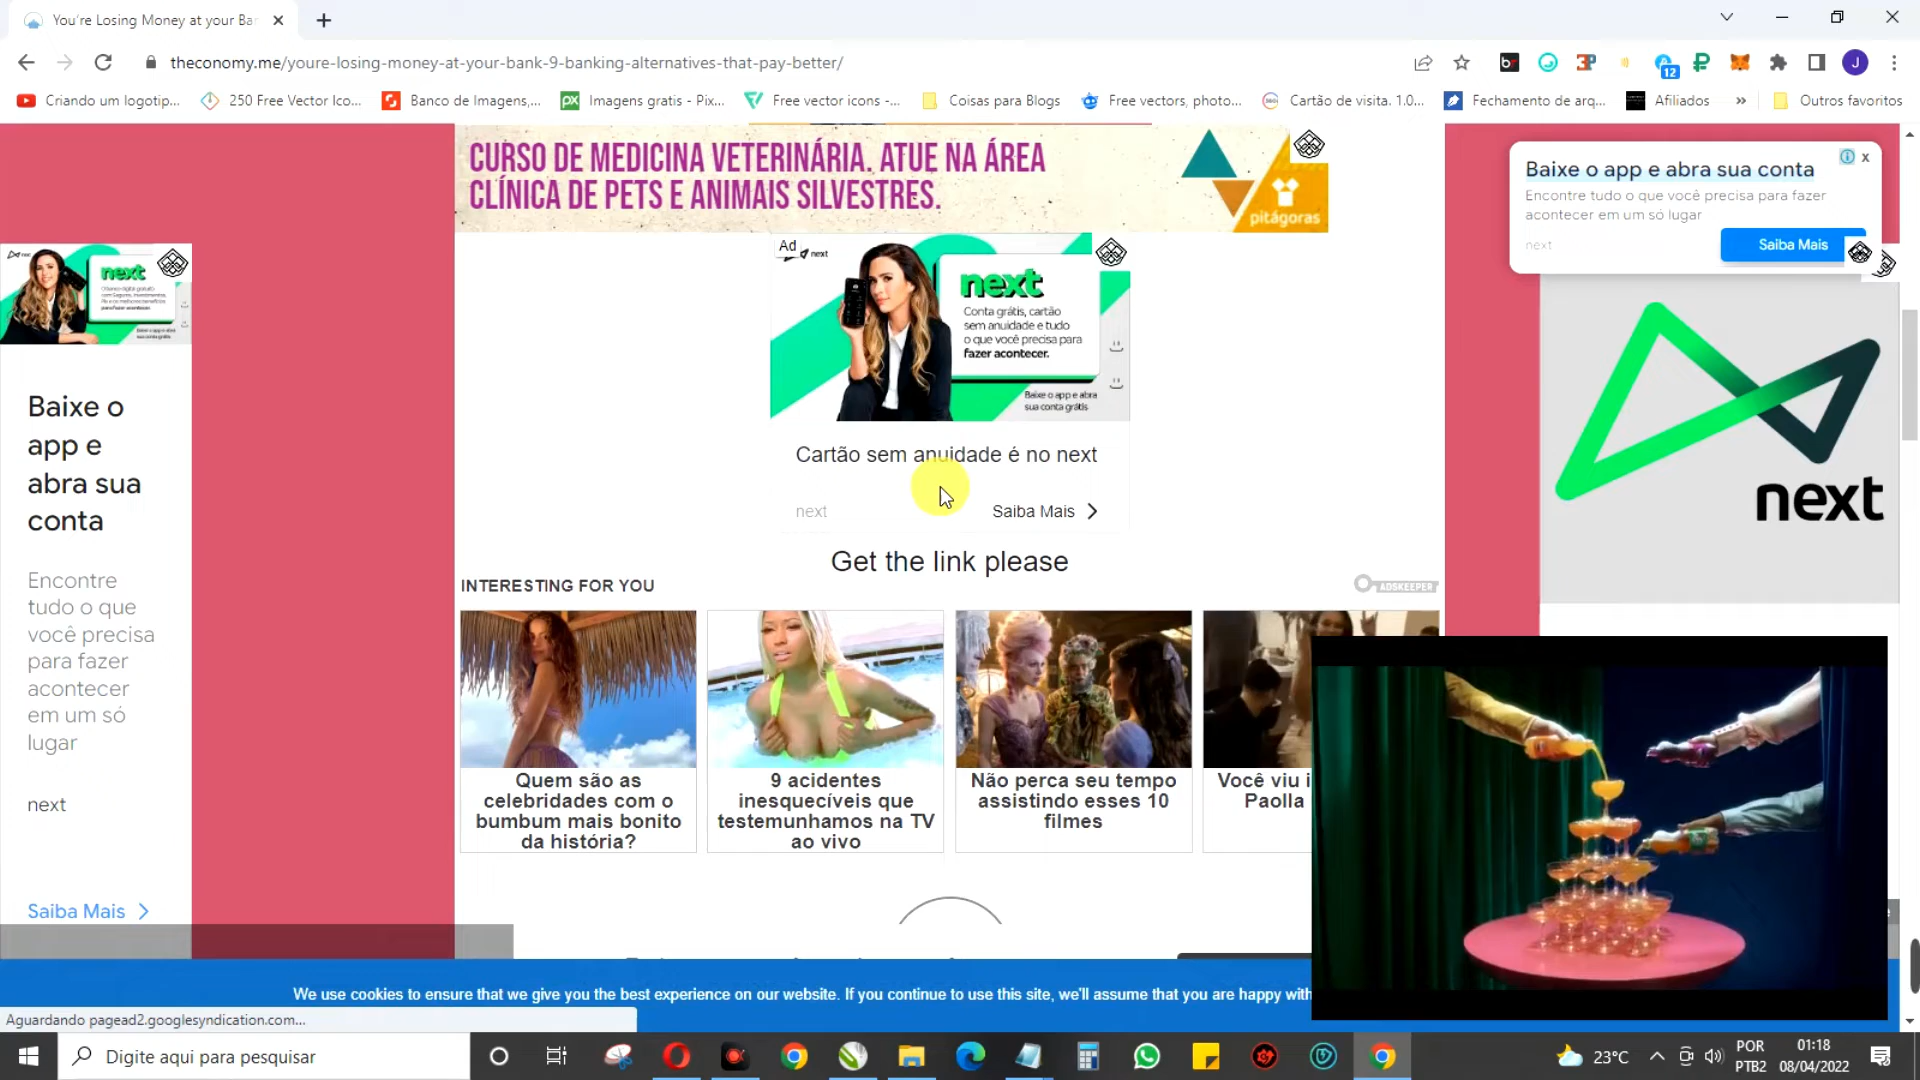 You're Losing Money at your Ban
theconomy.me/youre-losing-money-at-your-bank-9-banking-alternatives-that-pay-better/
12
J
Criando um logotip...
250 Free Vector Ico...
Banco de Imagens,...
Imagens gratis - Pix...
Free vector icons -...
Coisas para Blogs
Free vectors, photo...
Cartão de visita. 1.0...
Fechamento de arq...
Afiliados
Outros favoritos
CURSO DE MEDICINA VETERINÁRIA. ATUE NA ÁREA
CLÍNICA DE PETS E ANIMAIS SILVESTRES.
pitágoras
Baixe o app e abra sua conta
Encontre tudo o que você precisa para fazer
acontecer em um só lugar
next
Saiba Mais
next
next
Baixe o
app e
abra sua
conta
Encontre
tudo o que
você precisa
para fazer
acontecer
em um só
lugar
next
Saiba Mais
Ad
next
next
Conta grátis, cartão
sem anuidade e tudo
o que você precisa para
fazer acontecer.
Baixe o app e abra
sua conta grátis
Cartão sem anuidade é no next
next
Saiba Mais
Get the link please
INTERESTING FOR YOU
ADSKEEPER
Quem são as
celebridades com o
bumbum mais bonito
da história?
9 acidentes
inesquecíveis que
testemunhamos na TV
ao vivo
Não perca seu tempo
assistindo esses 10
filmes
Você viu
Paolla
We use cookies to ensure that we give you the best experience on our website. If you continue to use this site, we'll assume that you are happy with
Aguardando pagead2.googlesyndication.com...
Digite aqui para pesquisar
23°C
POR
PTB2
01:18
08/04/2022